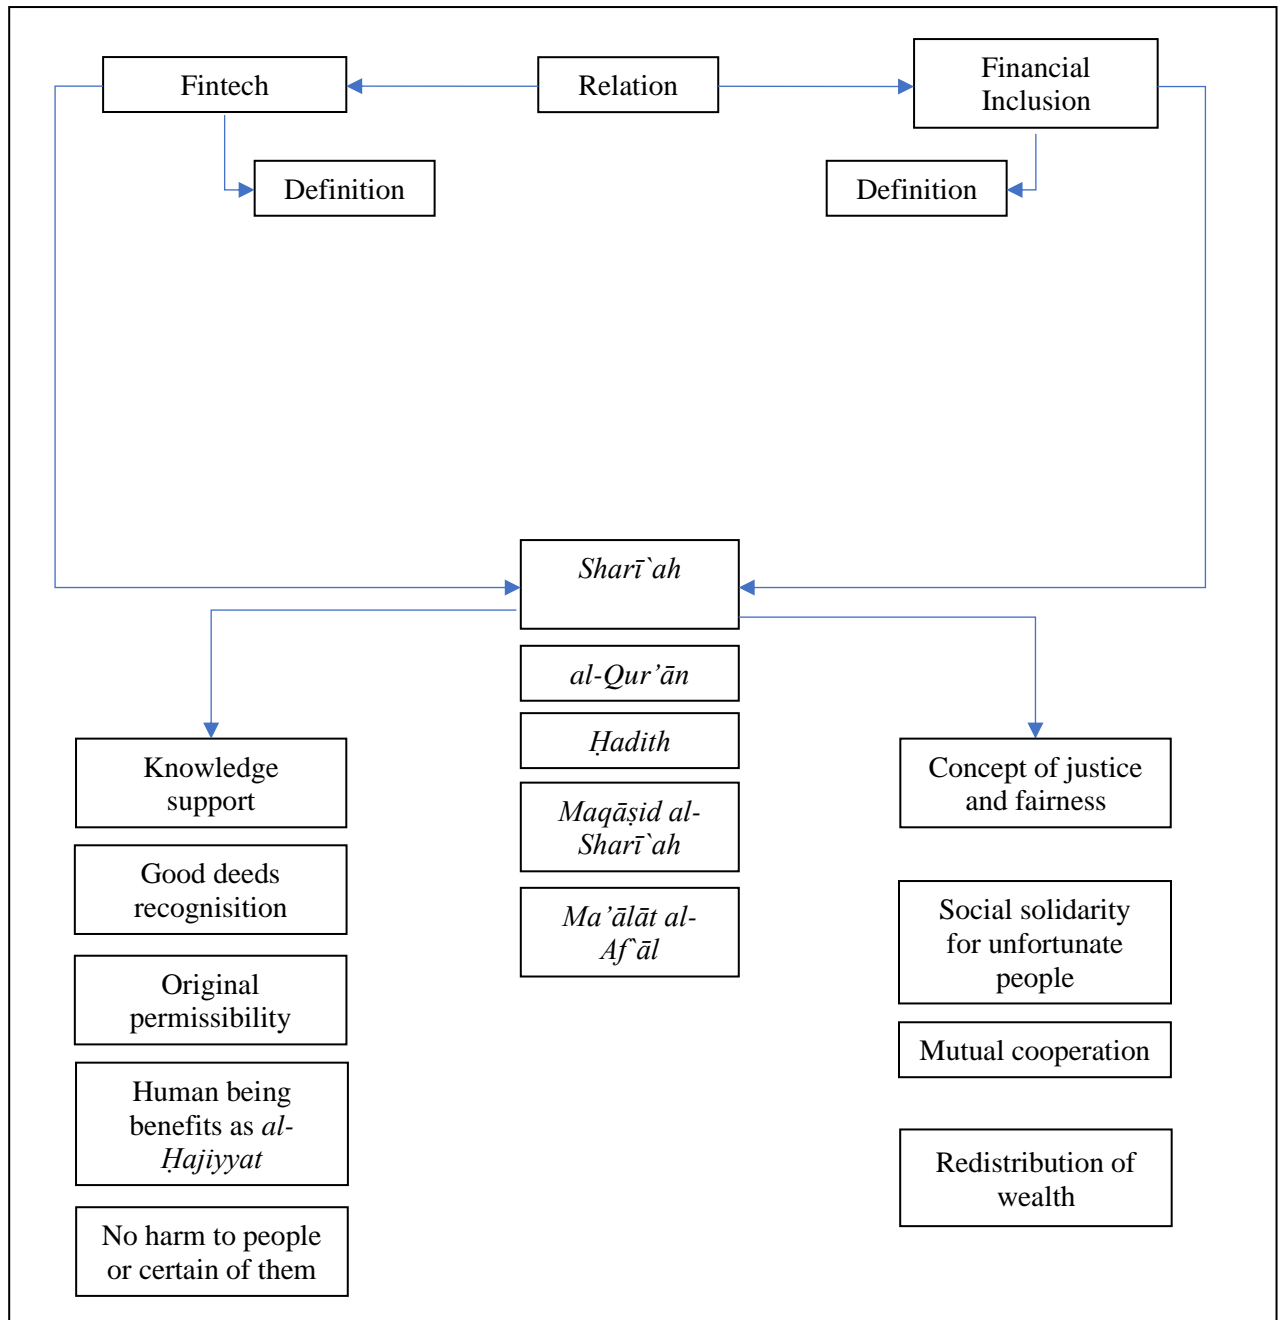 Fintech
Relation
Financial
Inclusion
Definition
Definition
Sharī`ah
al-Qur’ān
Ḥadith
Maqāṣid al-
Sharī`ah
Ma’ālāt al-
Af`āl
Knowledge
support
Good deeds
recognisition
Original
permissibility
Human being
benefits as al-
Ḥajiyyat
No harm to people
or certain of them
Concept of justice
and fairness
Social solidarity
for unfortunate
people
Mutual cooperation
Redistribution of
wealth